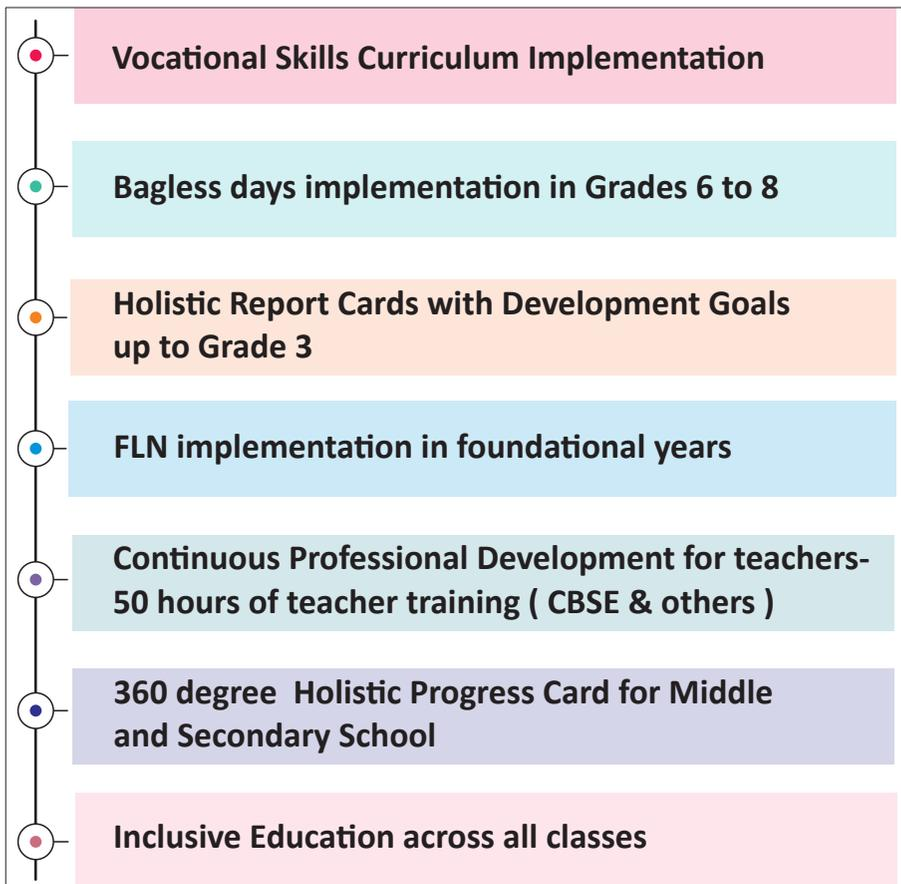 Vocational Skills Curriculum Implementation
Bagless days implementation in Grades 6 to 8
Holistic Report Cards with Development Goals
up to Grade 3
FLN implementation in foundational years
Continuous Professional Development for teachers-
50 hours of teacher training ( CBSE & others )
360 degree  Holistic Progress Card for Middle
and Secondary School
Inclusive Education across all classes